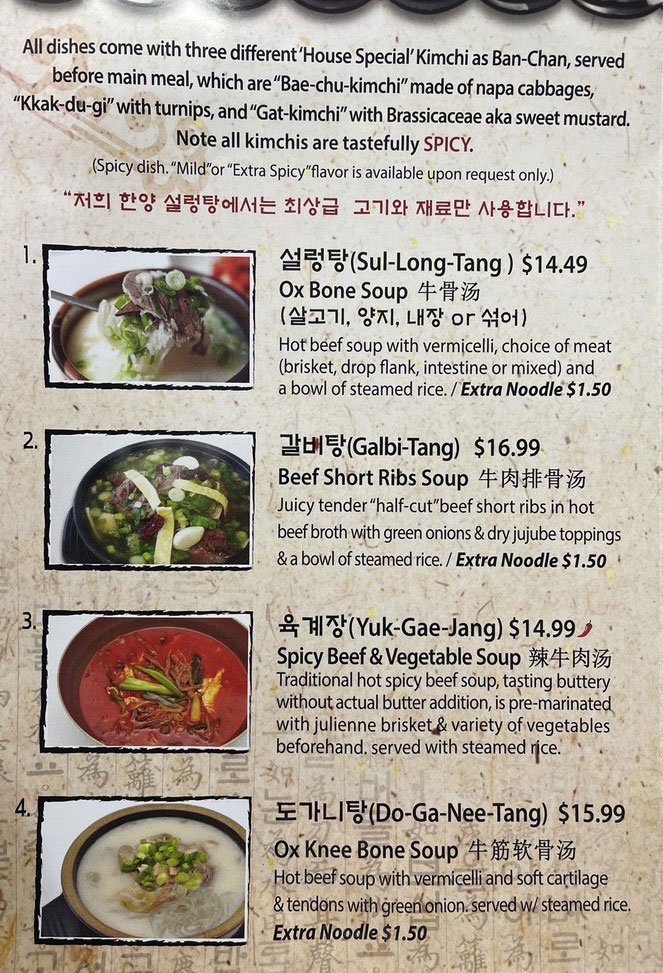 All dishes come with three different 'House Special' Kimchi as Ban-Chan, served
before main meal, which are "Bae-chu-kimchi" made of napa cabbages,
"Kkak-du-gi" with turnips, and "Gat-kimchi" with Brassicaceae aka sweet mustard.
Note all kimchis are tastefully SPICY.
(Spicy dish. "Mild"or "Extra Spicy"flavor is available upon request only.)
"저희 한양 설렁탕에서는 최상급 고기와 재료만 사용합니다."
1.
설렁탕(Sul-Long-Tang ) $14.49
Ox Bone Soup 牛骨汤
(살고기, 양지, 내장 or 섞어)
Hot beef soup with vermicelli, choice of meat
(brisket, drop flank, intestine or mixed) and
a bowl of steamed rice. / Extra Noodle $1.50
2.
갈비탕(Galbi-Tang) $16.99
Beef Short Ribs Soup 牛肉排骨汤
Juicy tender "half-cut"beef short ribs in hot
beef broth with green onions & dry jujube toppings
& a bowl of steamed rice. / Extra Noodle $1.50
3.
육계장(Yuk-Gae-Jang) $14.99
Spicy Beef & Vegetable Soup 辣牛肉汤
Traditional hot spicy beef soup, tasting buttery
without actual butter addition, is pre-marinated
with julienne brisket & variety of vegetables
beforehand. served with steamed rice.
4.
도가니탕(Do-Ga-Nee-Tang) $15.99
Ox Knee Bone Soup 牛筋软骨汤
Hot beef soup with vermicelli and soft cartilage
& tendons with green onion. served w/ steamed rice.
Extra Noodle $1.50